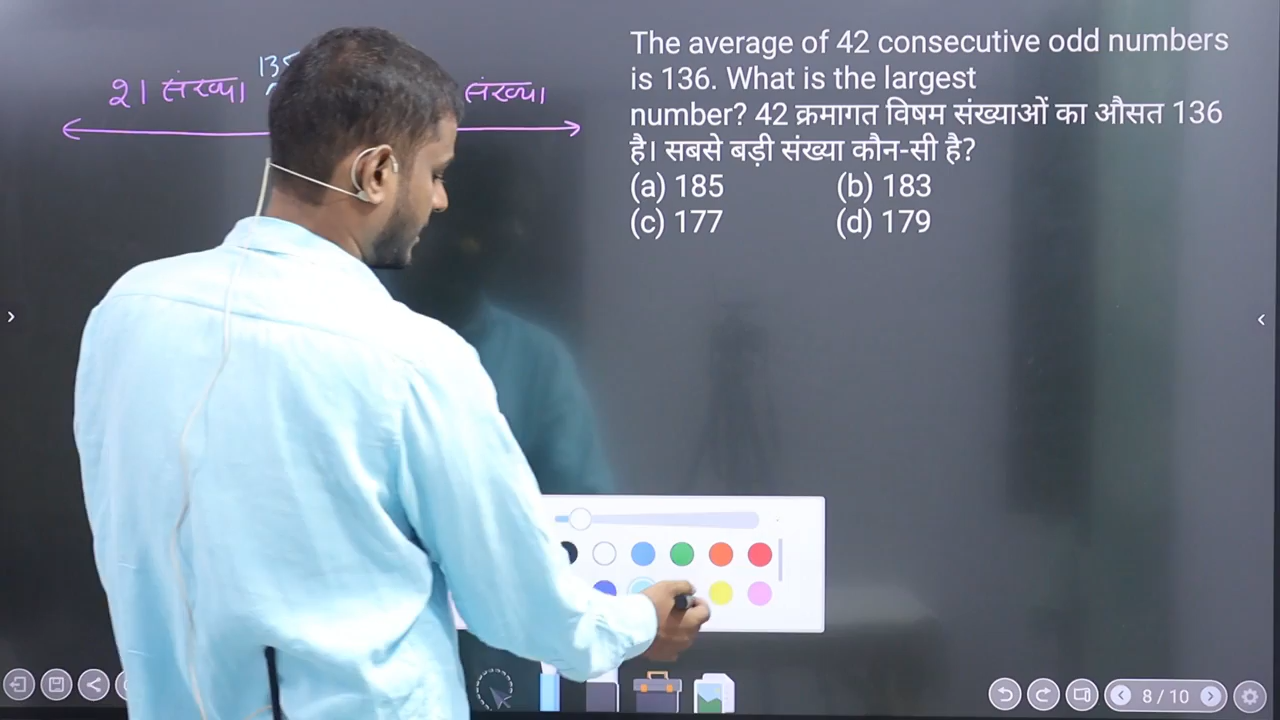 The average of 42 consecutive odd numbers
is 136. What is the largest
number? 42 क्रमागत विषम संख्याओं का औसत 136
है। सबसे बड़ी संख्या कौन-सी है?
(a) 185 (b) 183
(c) 177 (d) 179
135
21 संख्या संख्या
8 / 10